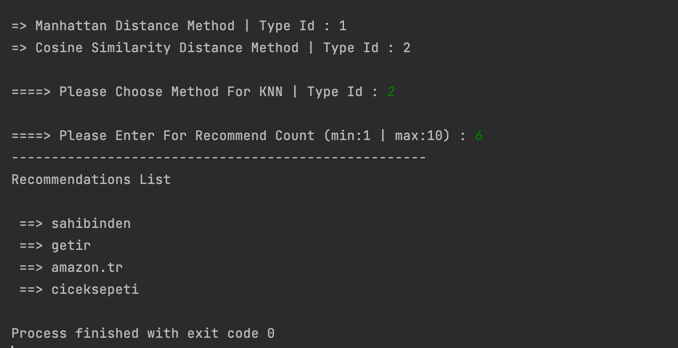 => Manhattan Distance Method | Type Id : 1
=> Cosine Similarity Distance Method | Type Id : 2
====> Please Choose Method For KNN | Type Id : 2
====> Please Enter For Recommend Count (min:1 | max:10) : 6
----------------------------------------------------
Recommendations List
==> sahibinden
==> getir
==> amazon.tr
==> ciceksepeti
Process finished with exit code 0